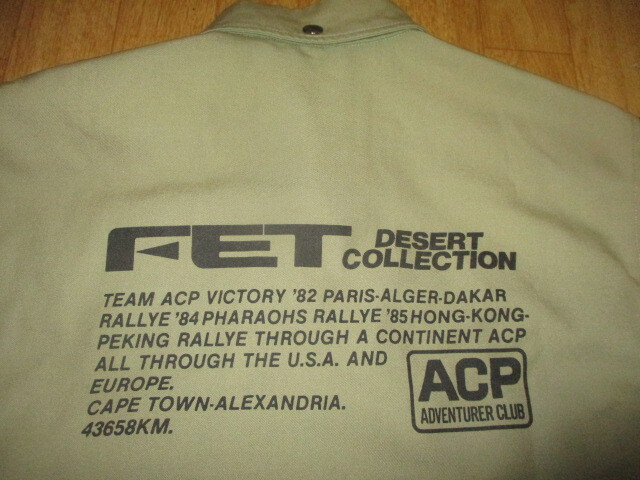 FET DESERT
COLLECTION
TEAM ACP VICTORY '82 PARIS-ALGER-DAKAR
RALLYE '84 PHARAOHS RALLYE '85 HONG-KONG-
PEKING RALLYE THROUGH A CONTINENT ACP
ALL THROUGH THE U.S.A. AND
EUROPE.
CAPE TOWN-ALEXANDRIA.
43658KM.
ACP
ADVENTURER CLUB